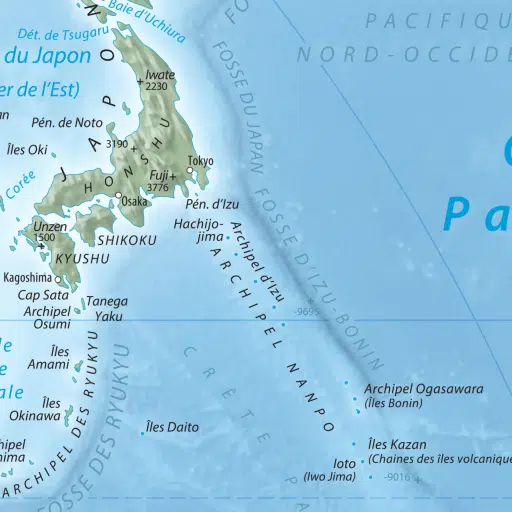 Baie d'Uchiura
Dét. de Tsugaru
du Japon
er de l'Est)
PACIFIQU
NORD-OCCIDE
FOSSE DU JAPON
JAPON
Iwate
2230
Pén. de Noto
Îles Oki
3190
HONSHU
Fuji
3776
Tokyo
Corée
Osaka
Pa
Unzen
1500
SHIKOKU
KYUSHU
Pén. d'Izu
Hachijo-
jima
Archipel d'Izu
ARCHIPEL NANPO
FOSSE D'IZU-BONIN
-9695
Kagoshima
Cap Sata
Archipel
Osumi
Tanega
Yaku
le
e
ale
Îles
Amami
Îles
Okinawa
ARCHIPEL DES RYUKYU
FOSSE DES RYUKYU
CRÊTE
Îles Daito
Archipel Ogasawara
(Îles Bonin)
Îles Kazan
(Chaînes des îles volcanique
Ioto
(Iwo Jima)
-9016
hipel
hima
PA